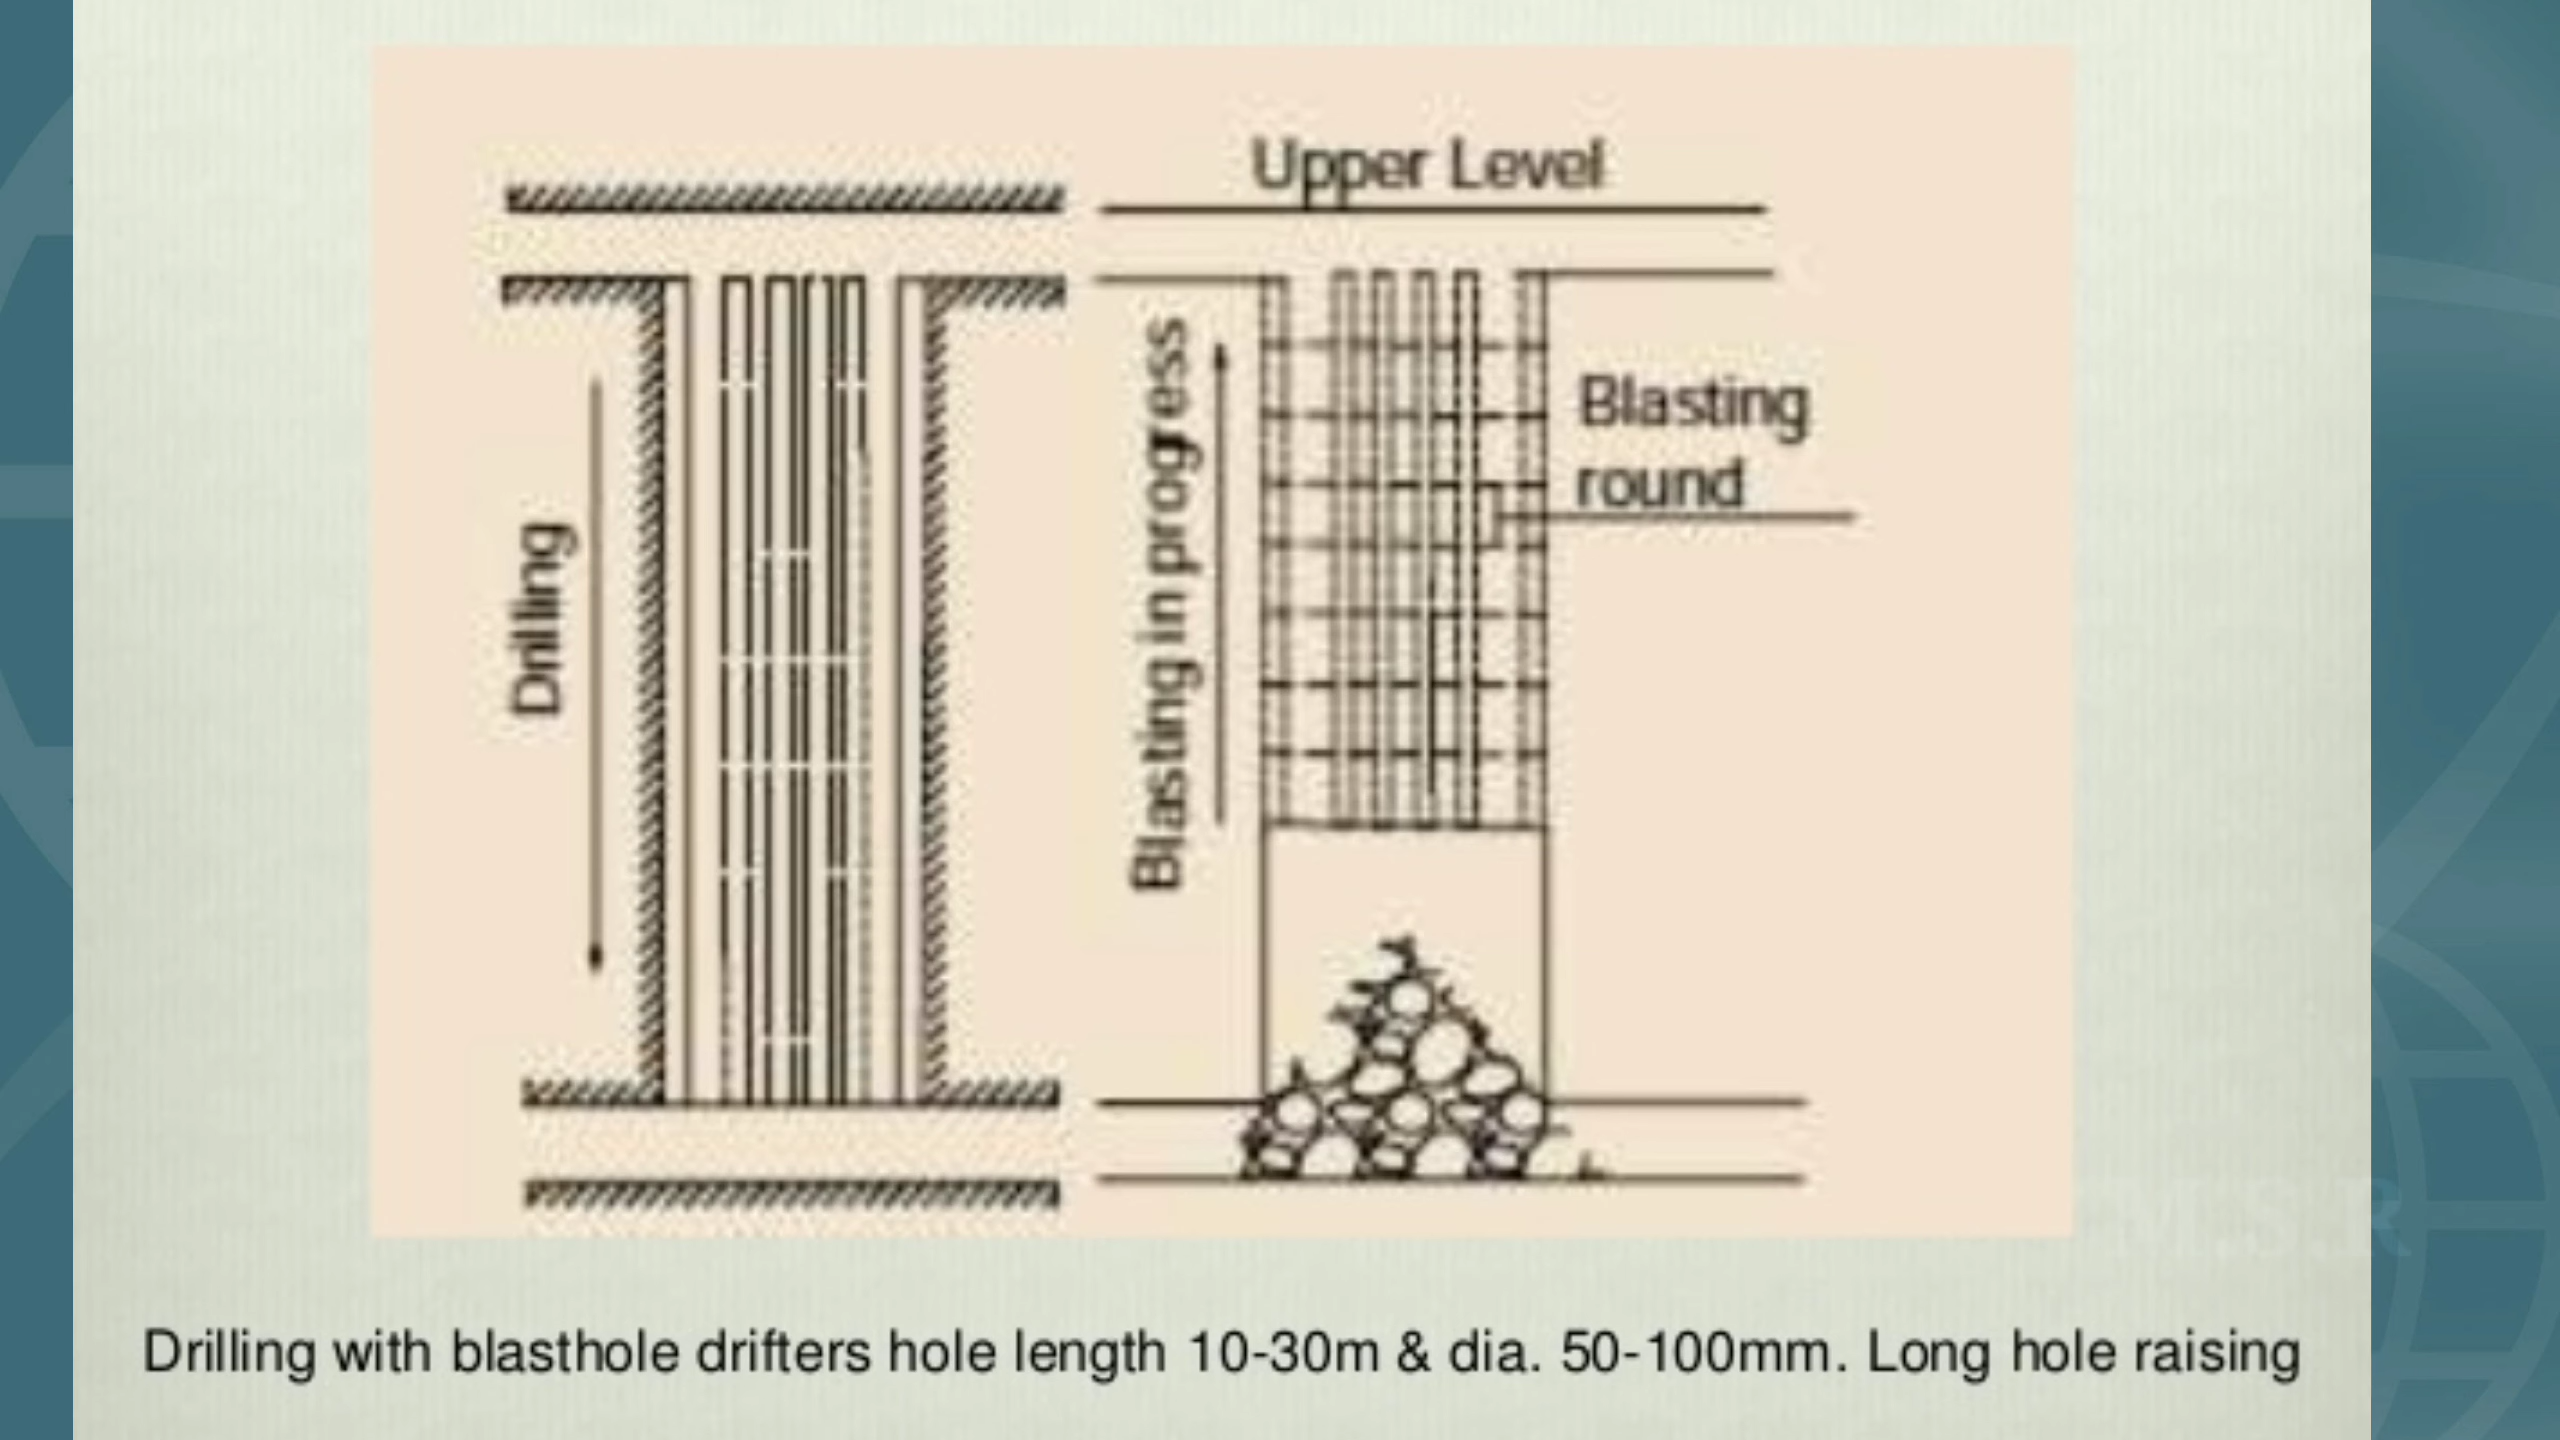 Upper Level
Drilling
Blasting in progress
Blasting
round
Drilling with blasthole drifters hole length 10-30m & dia. 50-100mm. Long hole raising